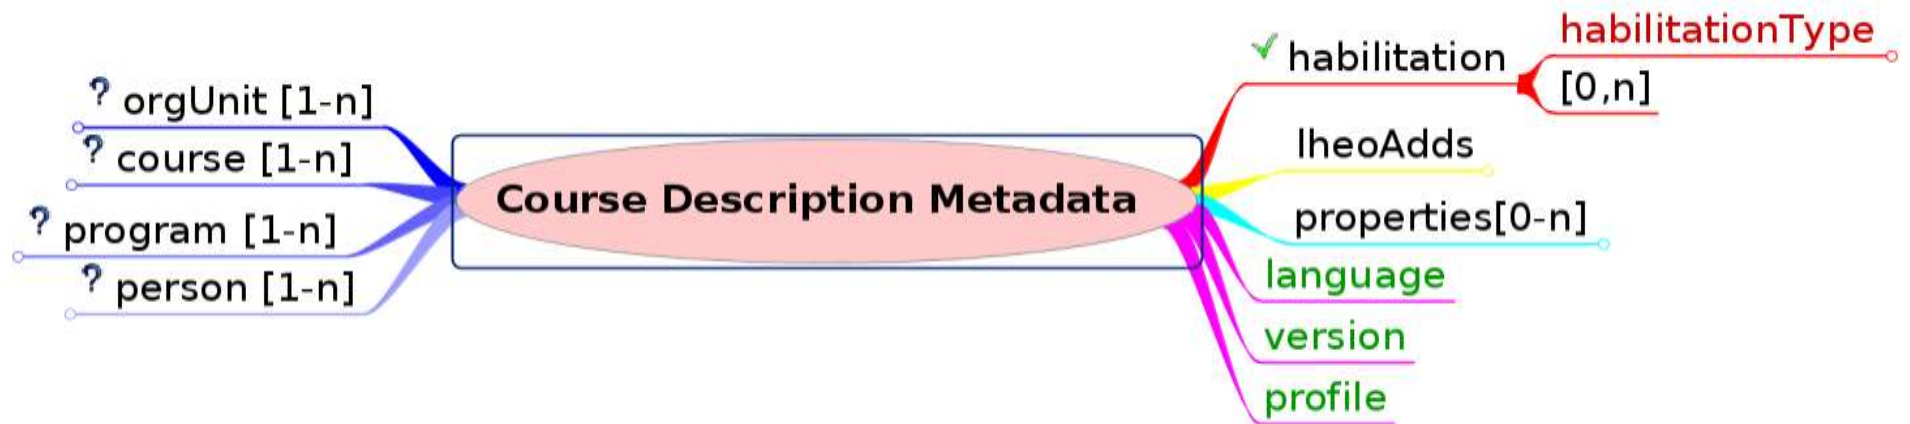 orgUnit [1-n]
course [1-n]
program [1-n]
person [1-n]
Course Description Metadata
habilitation
habilitationType
[0,n]
lheoAdds
properties[0-n]
language
version
profile